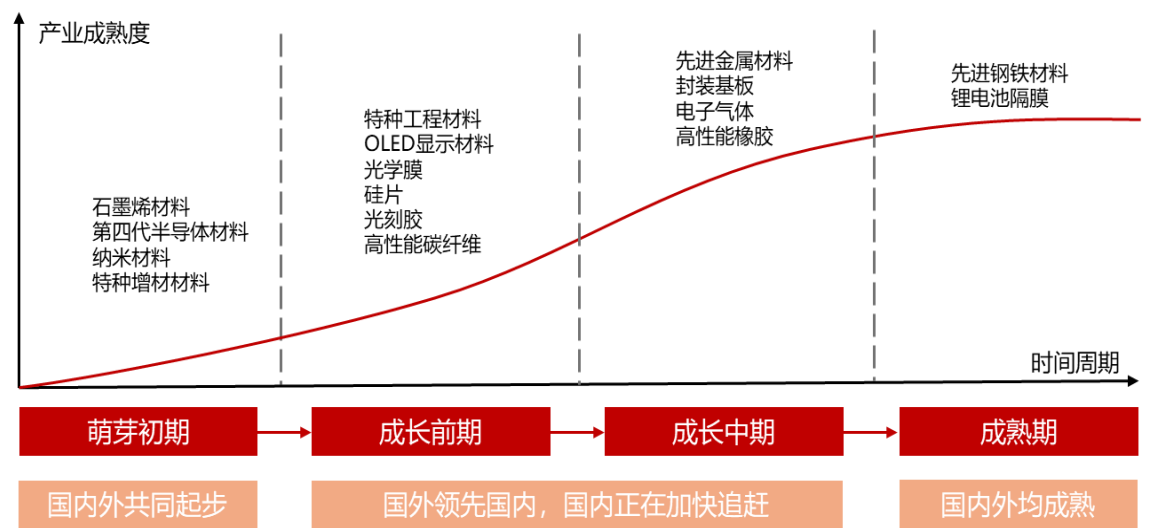 产业成熟度
石墨烯材料
第四代半导体材料
纳米材料
特种增材材料
特种工程材料
OLED显示材料
光学膜
硅片
光刻胶
高性能碳纤维
先进金属材料
封装基板
电子气体
高性能橡胶
先进钢铁材料
锂电池隔膜
时间周期
萌芽初期
成长前期
成长中期
成熟期
国内外共同起步
国外领先国内，国内正在加快追赶
国内外均成熟